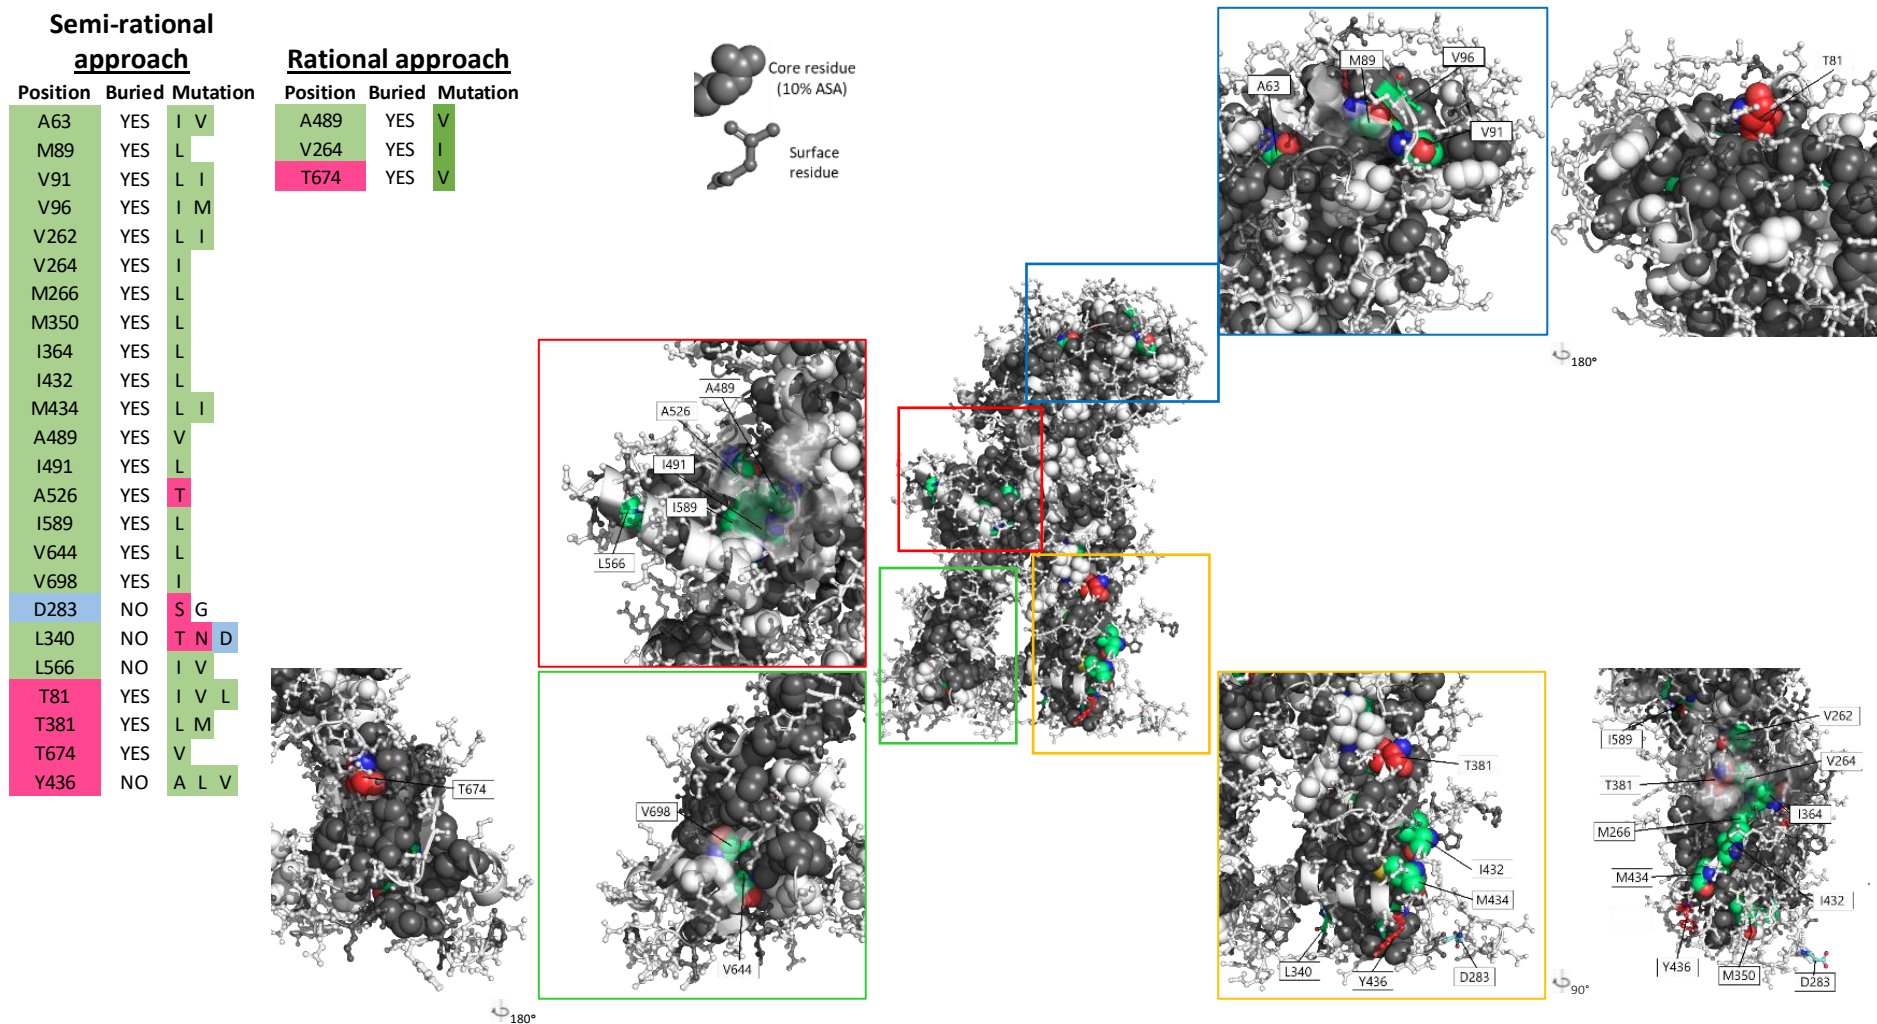 Semi-rational
approach
Position Buried Mutation
A63 YES I V
M89 YES L
V91 YES L I
V96 YES I M
V262 YES L I
V264 YES I
M266 YES L
M350 YES L
I364 YES L
I432 YES L
M434 YES L I
A489 YES V
I491 YES L
A526 YES T
I589 YES L
V644 YES L
V698 YES I
D283 NO S G
L340 NO T N D
L566 NO I V
T81 YES I V L
T381 YES L M
T674 YES V
Y436 NO A L V
Rational approach
Position Buried Mutation
A489 YES V
V264 YES I
T674 YES V
Core residue
(10% ASA)
Surface
residue
A63
M89
V96
V91
T81
180°
A489
A526
I491
I589
L566
T674
180°
V698
V644
T381
I432
M434
L340
Y436
D283
90°
I589
V262
V264
T381
I364
M266
M434
I432
Y436
M350
D283